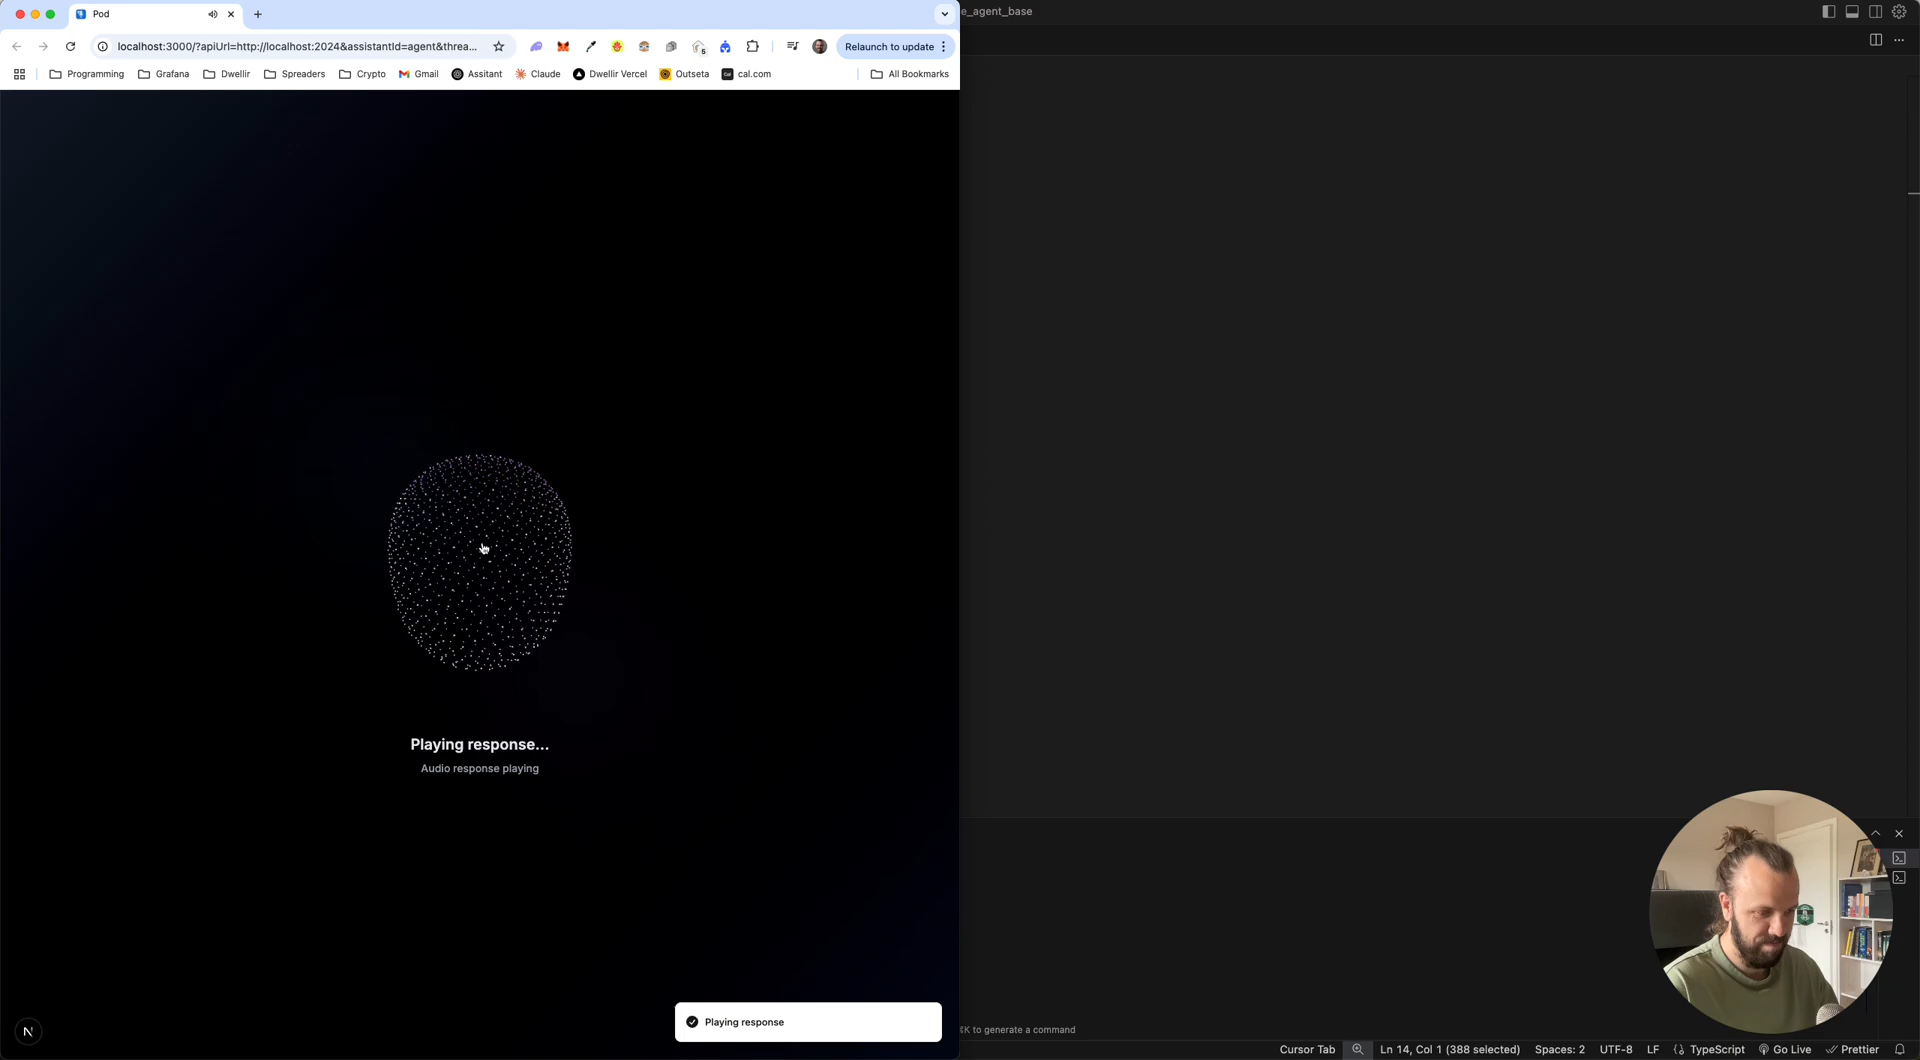 Pod
e_agent_base
localhost:3000/?apiUrl=http://localhost:2024&assistantId=agent&threa...
5
Relaunch to update
Programming
Grafana
Dwellir
Spreaders
Crypto
Gmail
Assitant
Claude
Dwellir Vercel
Outseta
Cal
cal.com
All Bookmarks
Playing response...
Audio response playing
Playing response
N
⌘K to generate a command
Cursor Tab
Ln 14, Col 1 (388 selected)
Spaces: 2
UTF-8
LF
TypeScript
Go Live
Prettier